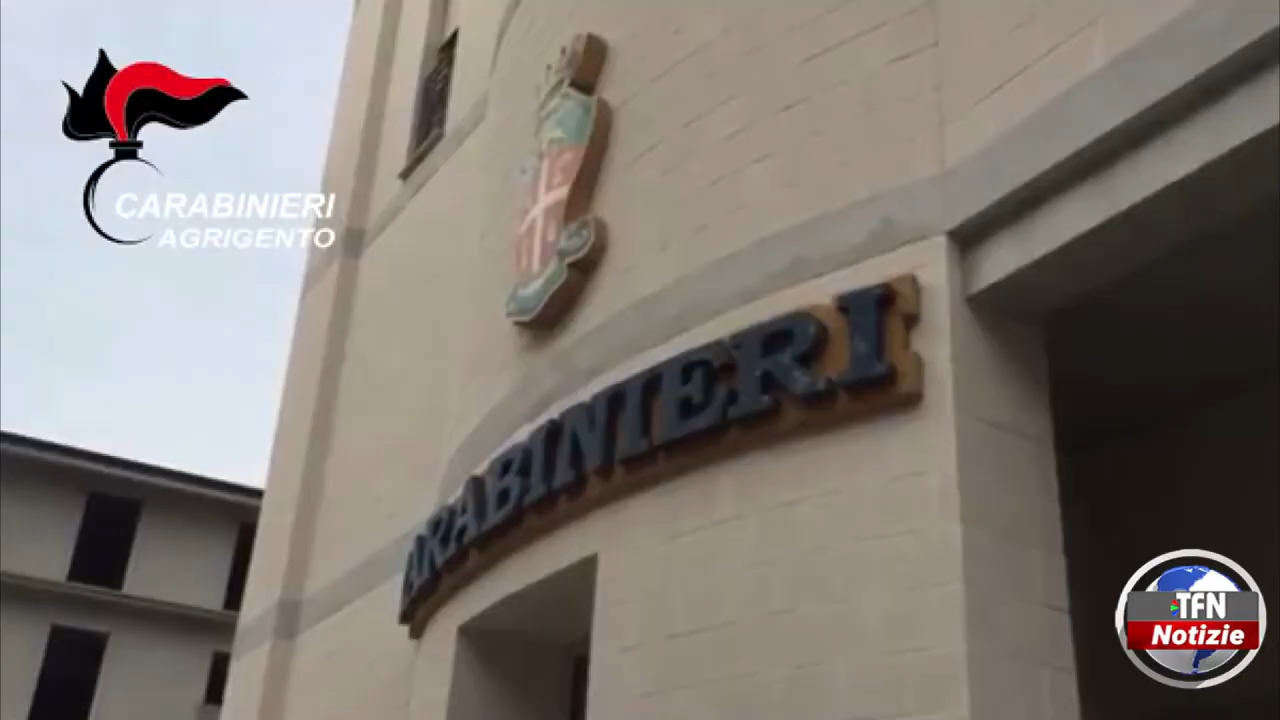 CARABINIERI
AGRIGENTO
ARABINIERI
TFN
Notizie